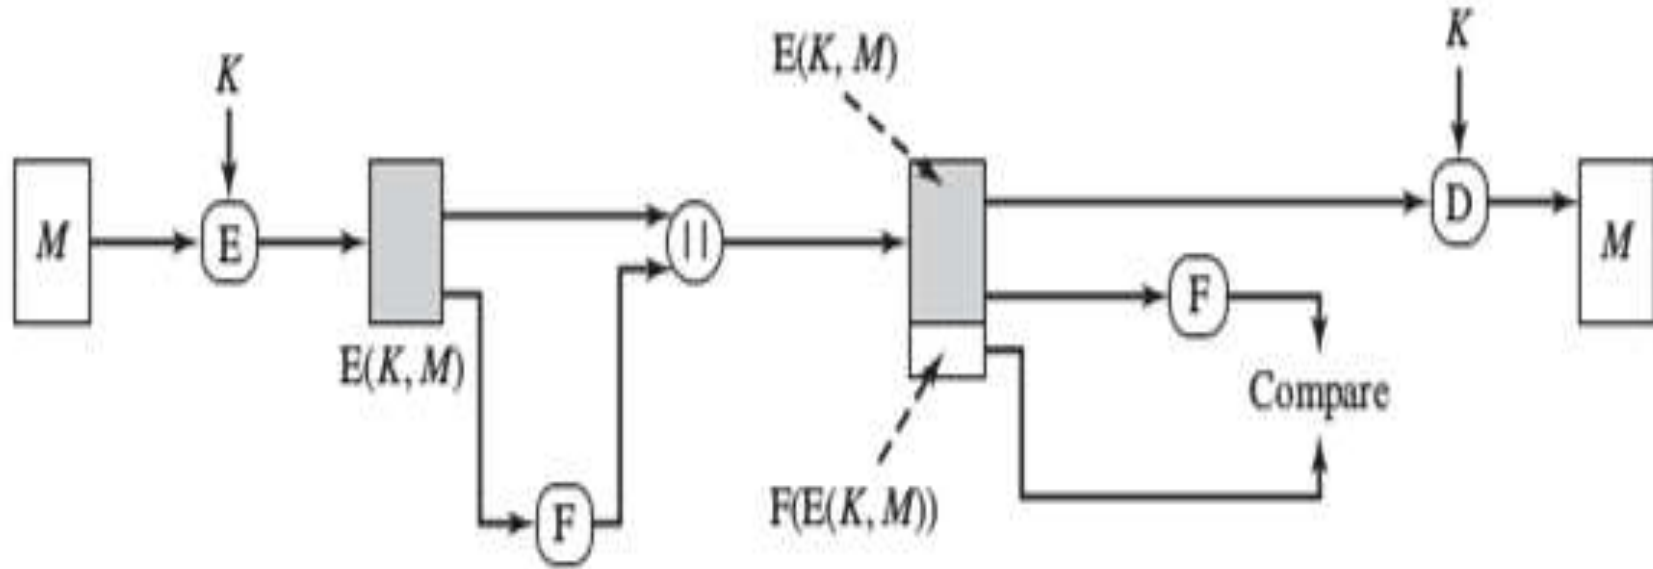 M
K
E
E(K, M)
F
||
E(K, M)
F(E(K, M))
F
Compare
K
D
M